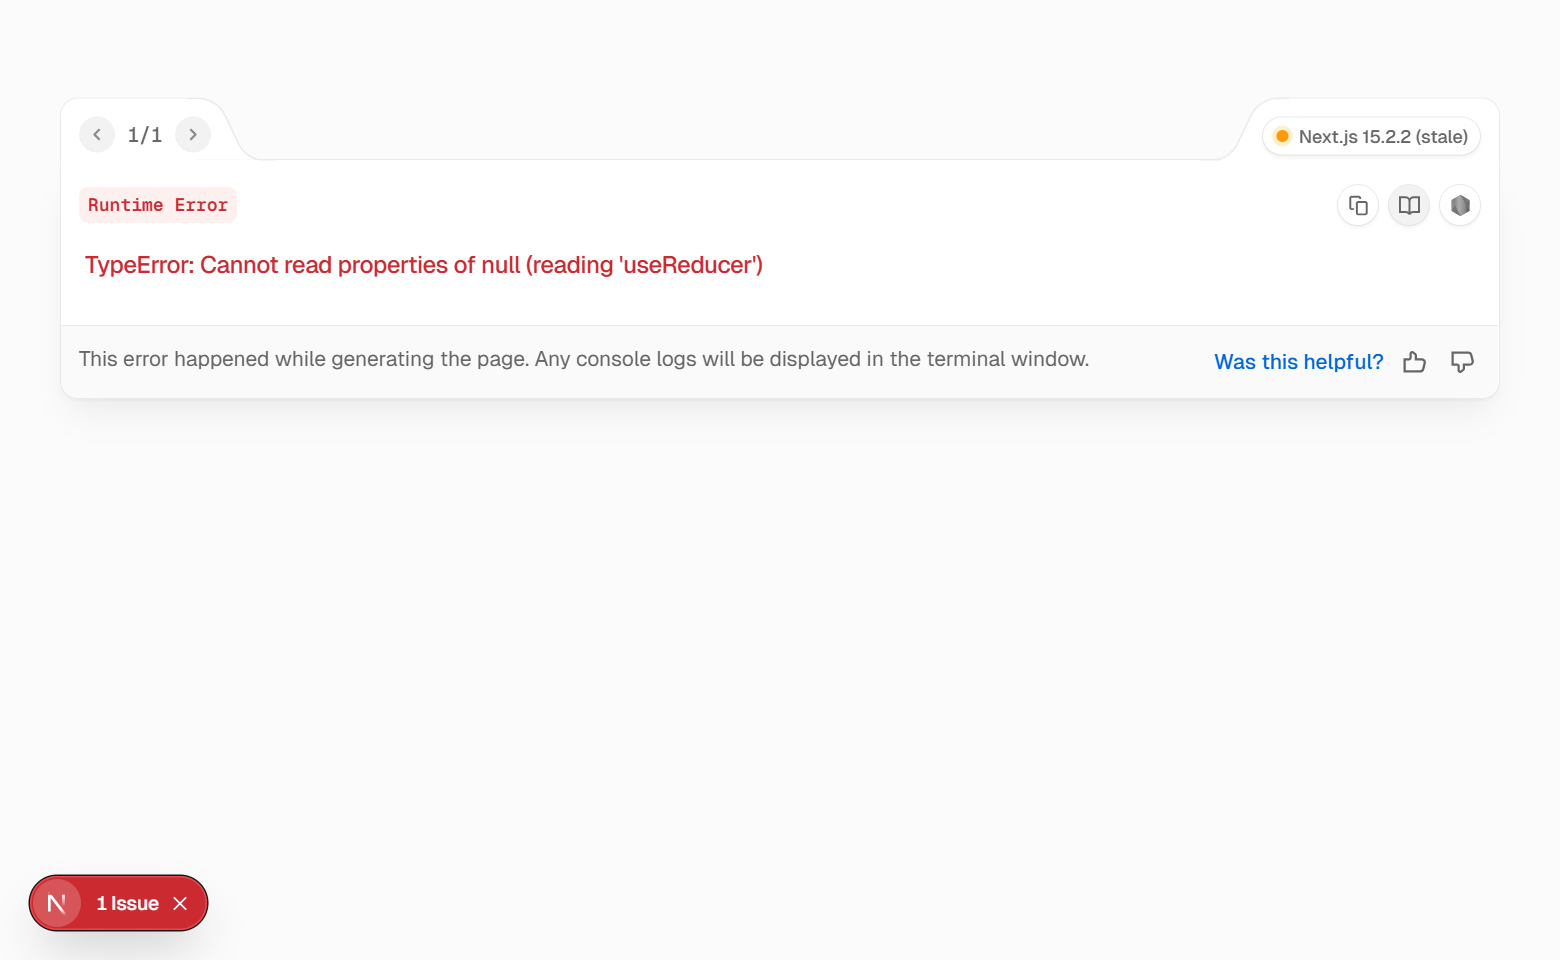 1/1
Next.js 15.2.2 (stale)
Runtime Error
TypeError: Cannot read properties of null (reading 'useReducer')
This error happened while generating the page. Any console logs will be displayed in the terminal window.
Was this helpful?
1 Issue